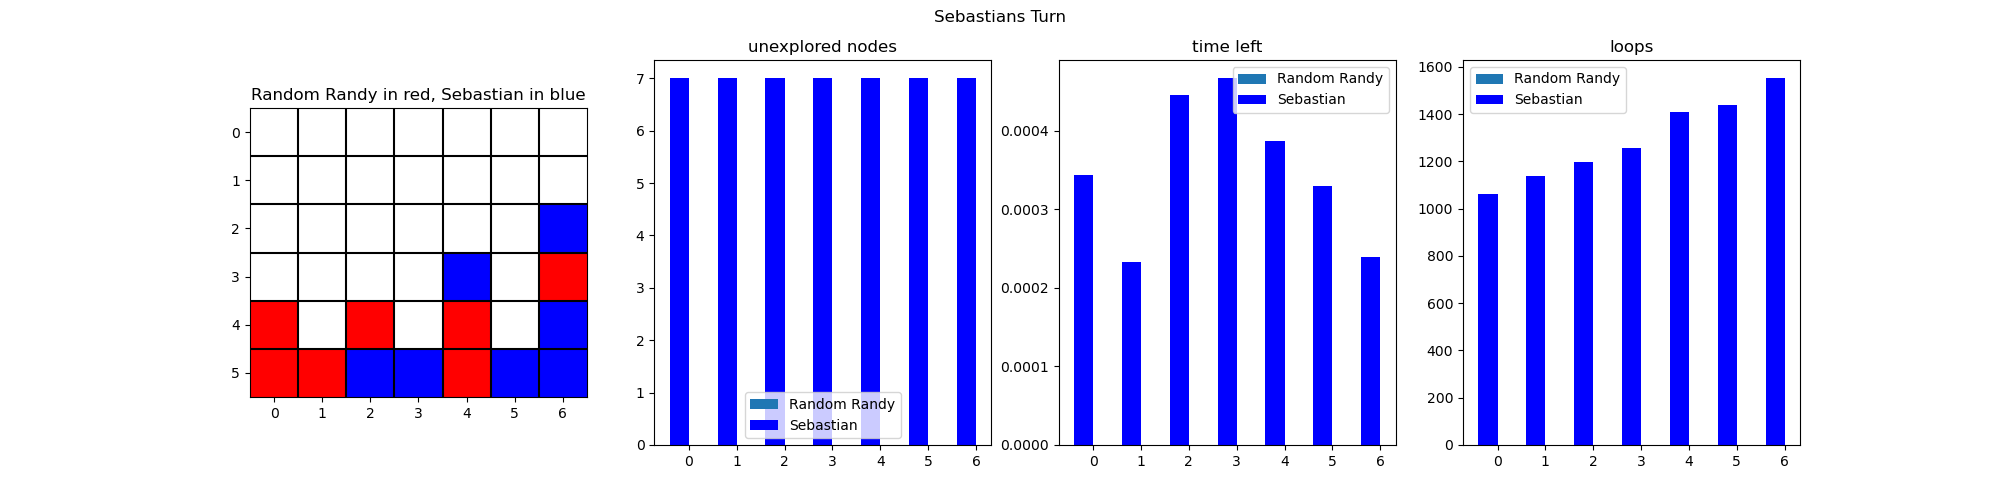 Sebastians Turn
Random Randy in red, Sebastian in blue
0
1
2
3
4
5
0 1 2 3 4 5 6
unexplored nodes
7
6
5
4
3
2
1
0
Random Randy
Sebastian
0 1 2 3 4 5 6
time left
Random Randy
Sebastian
0.0004
0.0003
0.0002
0.0001
0.0000
0 1 2 3 4 5 6
loops
Random Randy
Sebastian
1600
1400
1200
1000
800
600
400
200
0
0 1 2 3 4 5 6